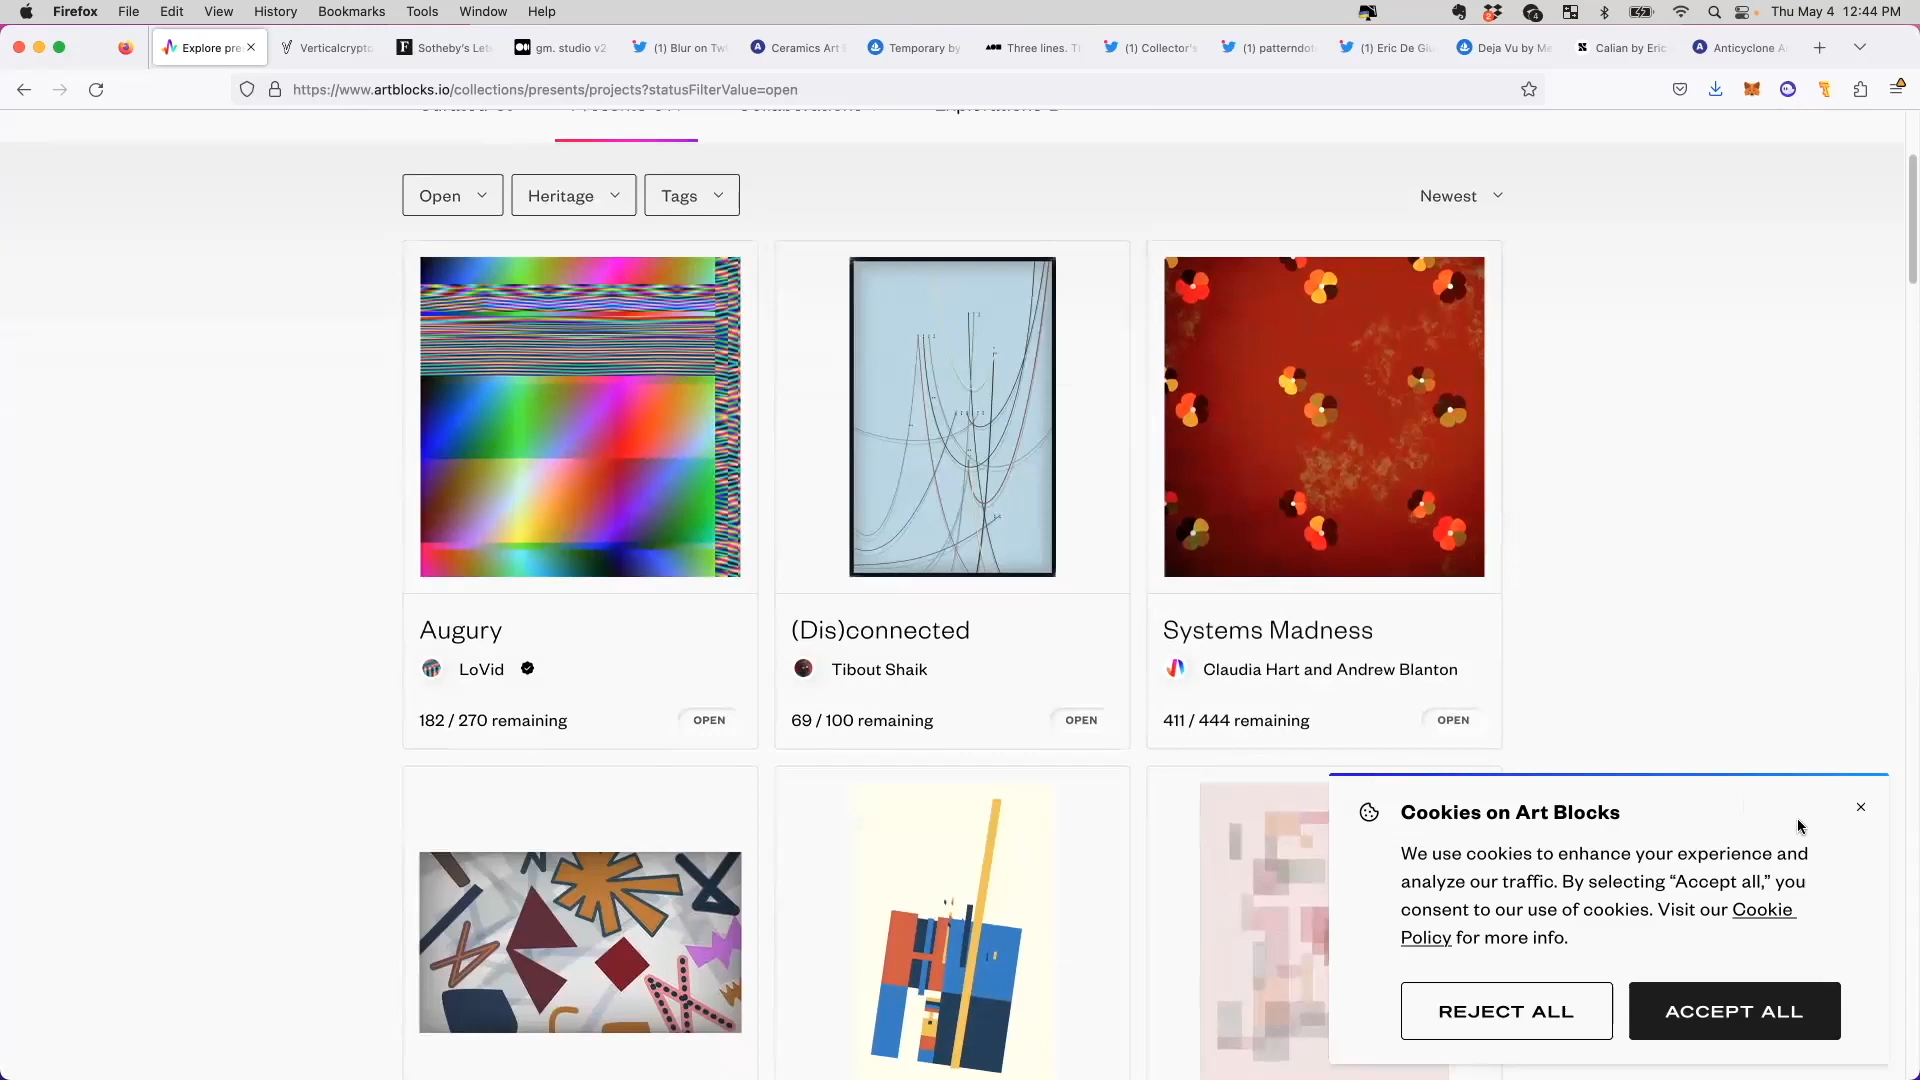 Firefox File Edit View History Bookmarks Tools Window Help
Thu May 4 12:44 PM
Explore pre
Verticalcrypto
Sotheby's Let
gm. studio v2
(1) Blur on Tw
Ceramics Art
Temporary by
Three lines. T
(1) Collector's
(1) patterndot
(1) Eric De Giu
Deja Vu by Me
Calian by Eric
Anticyclone A
https://www.artblocks.io/collections/presents/projects?statusFilterValue=open
Open
Heritage
Tags
Newest
Augury
LoVid
182 / 270 remaining
OPEN
(Dis)connected
Tibout Shaik
69 / 100 remaining
OPEN
Systems Madness
Claudia Hart and Andrew Blanton
411 / 444 remaining
OPEN
Cookies on Art Blocks
We use cookies to enhance your experience and
analyze our traffic. By selecting “Accept all,” you
consent to our use of cookies. Visit our Cookie
Policy for more info.
REJECT ALL
ACCEPT ALL